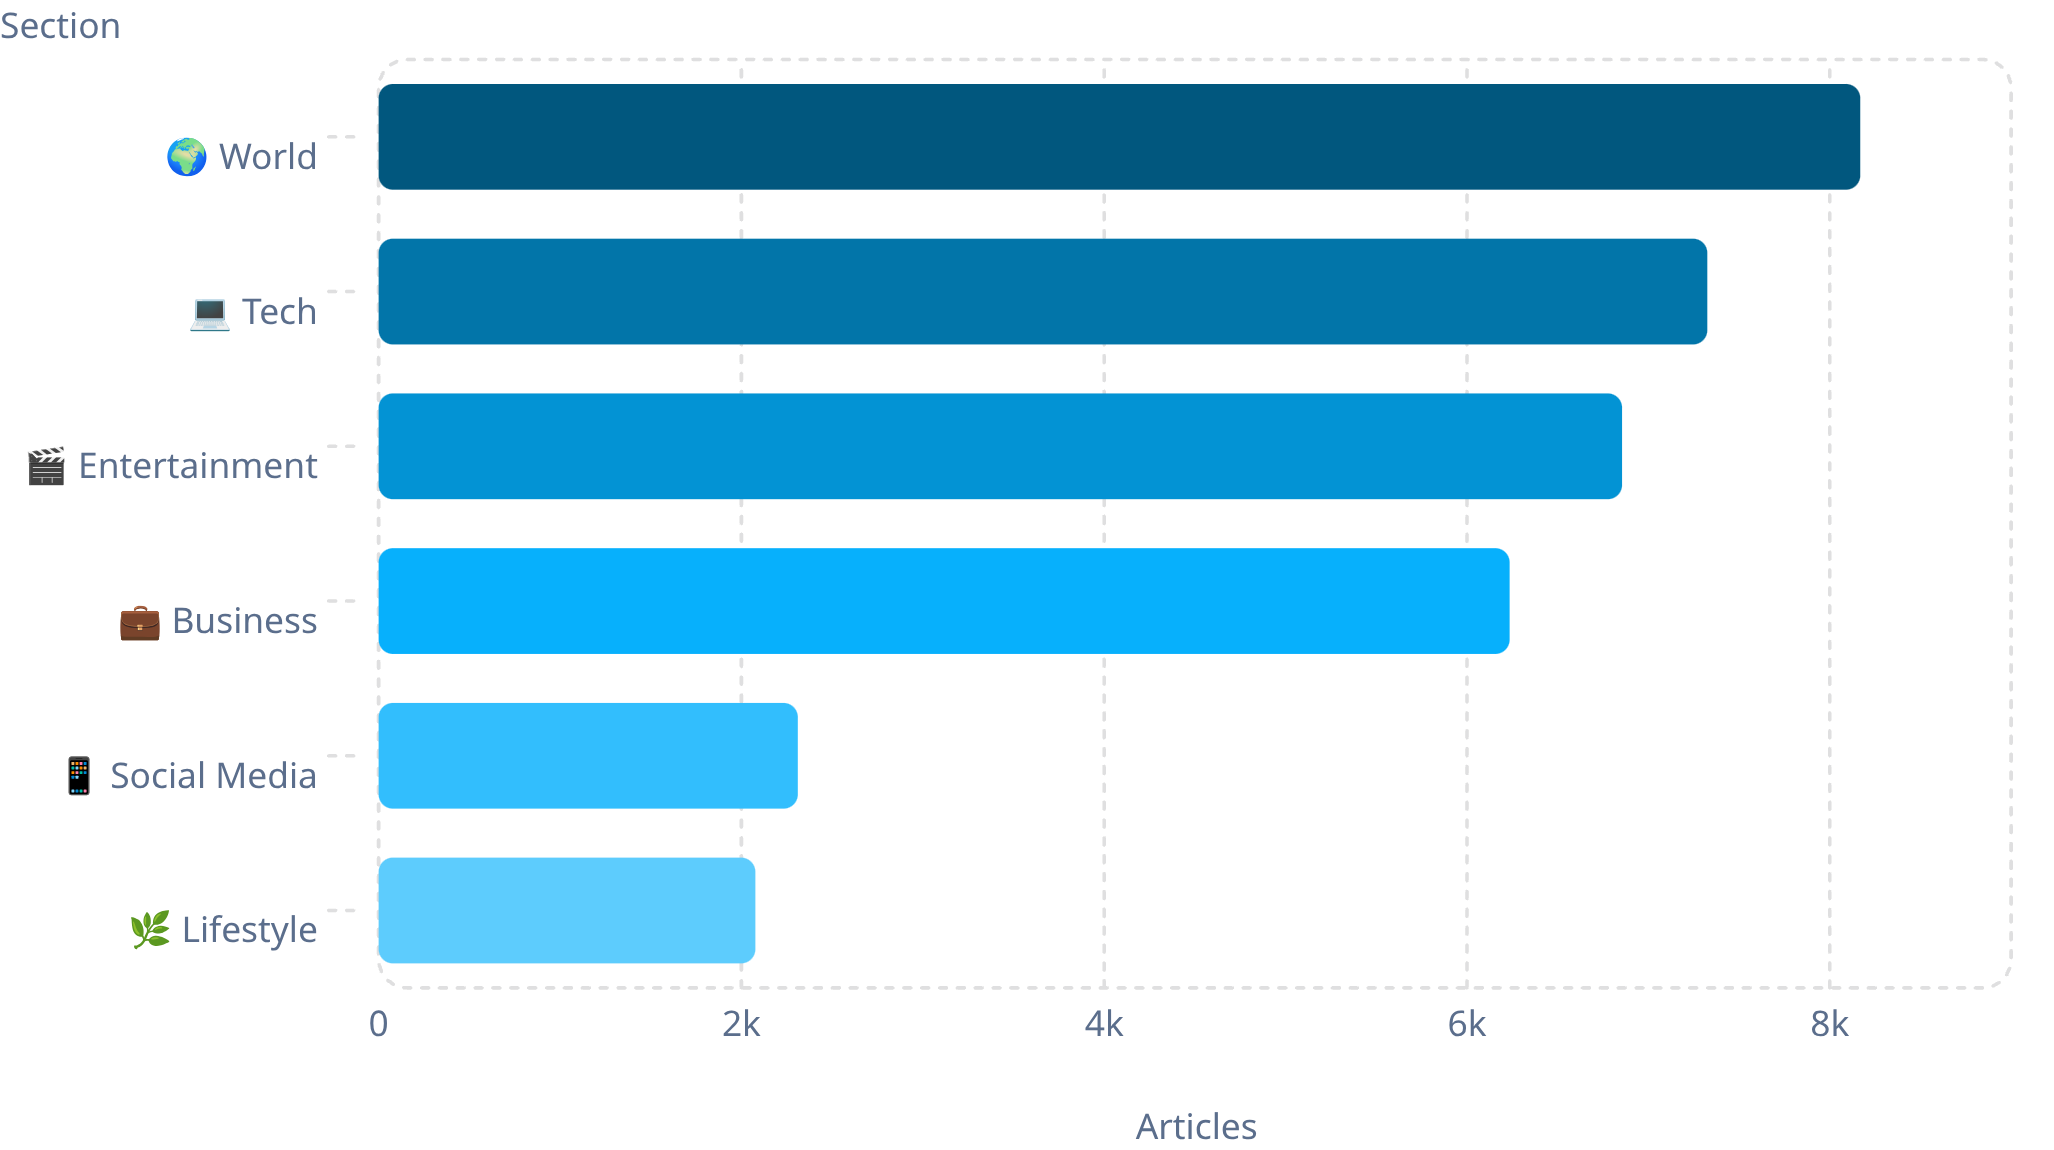 Section
🌍 World
💻 Tech
🎬 Entertainment
💼 Business
📱 Social Media
🌿 Lifestyle
0 2k 4k 6k 8k
Articles